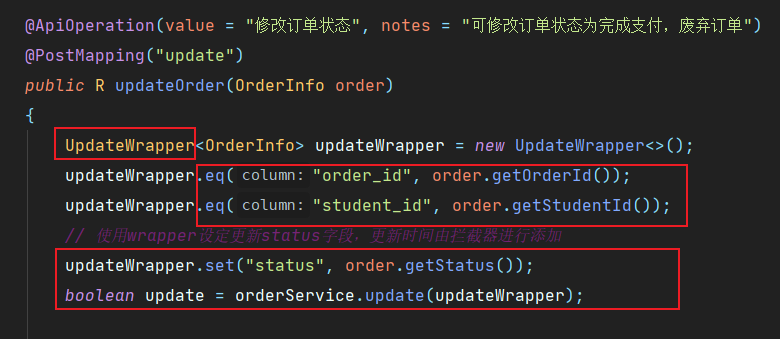 @ApiOperation(value = "修改订单状态", notes = "可修改订单状态为完成支付，废弃订单")
@PostMapping("update")
public R updateOrder(OrderInfo order)
{
UpdateWrapper<OrderInfo> updateWrapper = new UpdateWrapper<>();
updateWrapper.eq( column: "order_id", order.getOrderId());
updateWrapper.eq( column: "student_id", order.getStudentId());
// 使用wrapper设定更新status字段，更新时间由拦截器进行添加
updateWrapper.set("status", order.getStatus());
boolean update = orderService.update(updateWrapper);